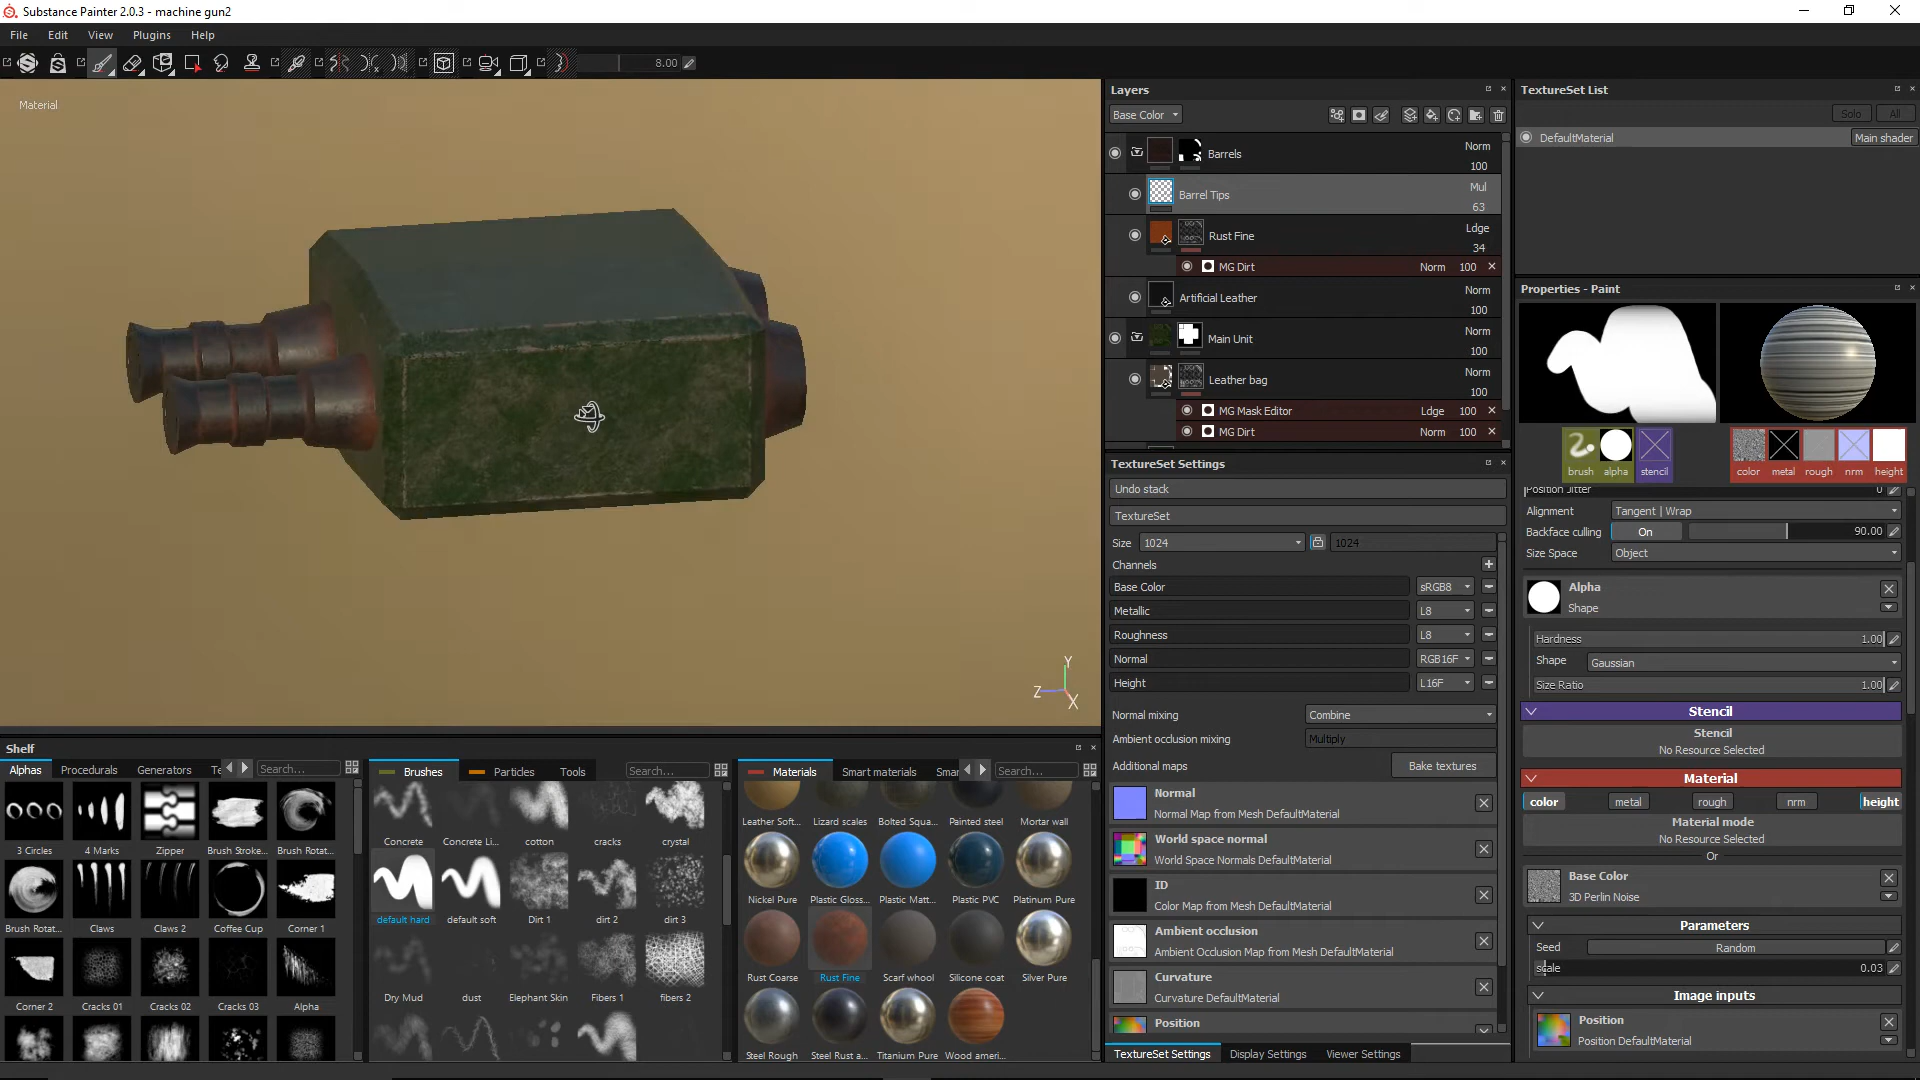 Substance Painter 2.0.3 - machine gun2
File Edit View Plugins Help
8.00
Material
Y
Z
X
Layers
Base Color
Barrels Norm 100
Barrel Tips Mul 63
Rust Fine Ldge 34
MG Dirt Norm 100
Artificial Leather Norm 100
Main Unit Norm 100
Leather bag Norm 100
MG Mask Editor Ldge 100
MG Dirt Norm 100
TextureSet Settings
Undo stack
TextureSet
Size 1024 1024
Channels
Base Color sRGB8
Metallic L8
Roughness L8
Normal RGB16F
Height L16F
Normal mixing Combine
Ambient occlusion mixing Multiply
Additional maps Bake textures
Normal
Normal Map from Mesh DefaultMaterial
World space normal
World Space Normals DefaultMaterial
ID
Color Map from Mesh DefaultMaterial
Ambient occlusion
Ambient Occlusion Map from Mesh DefaultMaterial
Curvature
Curvature DefaultMaterial
Position
TextureSet Settings Display Settings Viewer Settings
TextureSet List
Solo All
DefaultMaterial Main shader
Properties - Paint
brush alpha stencil color metal rough nrm height
Position Jitter 0
Alignment Tangent | Wrap
Backface culling On 90.00
Size Space Object
Alpha
Shape
Hardness 1.00
Shape Gaussian
Size Ratio 1.00
Stencil
Stencil
No Resource Selected
Material
color metal rough nrm height
Material mode
No Resource Selected
Or
Base Color
3D Perlin Noise
Parameters
Seed Random
scale 0.03
Image inputs
Position
Position DefaultMaterial
Shelf
Alphas Procedurals Generators Te Search...
3 Circles 4 Marks Zipper Brush Stroke... Brush Rotat...
Brush Rotat... Claws Claws 2 Coffee Cup Corner 1
Corner 2 Cracks 01 Cracks 02 Cracks 03 Alpha
Brushes Particles Tools Search...
Concrete Concrete Li... cotton cracks crystal
default hard default soft Dirt 1 dirt 2 dirt 3
Dry Mud dust Elephant Skin Fibers 1 fibers 2
Materials Smart materials Smar Search...
Leather Soft... Lizard scales Bolted Squa... Painted steel Mortar wall
Nickel Pure Plastic Gloss... Plastic Matt... Plastic PVC Platinum Pure
Rust Coarse Rust Fine Scarf whool Silicone coat Silver Pure
Steel Rough Steel Rust a... Titanium Pure Wood ameri...